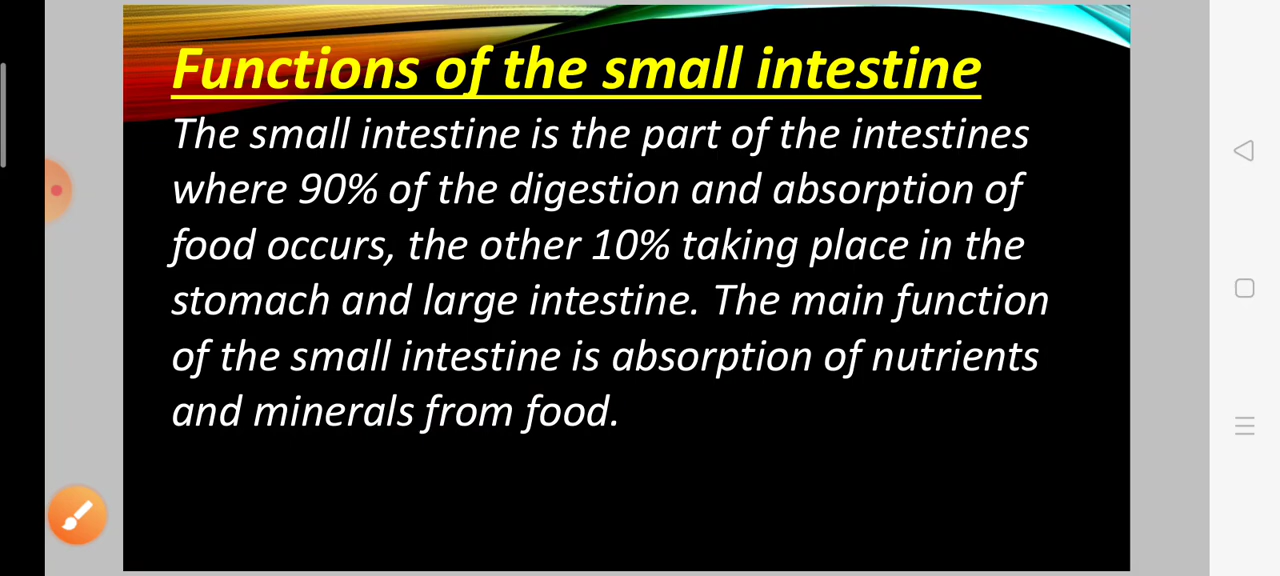 Functions of the small intestine
The small intestine is the part of the intestines
where 90% of the digestion and absorption of
food occurs, the other 10% taking place in the
stomach and large intestine. The main function
of the small intestine is absorption of nutrients
and minerals from food.